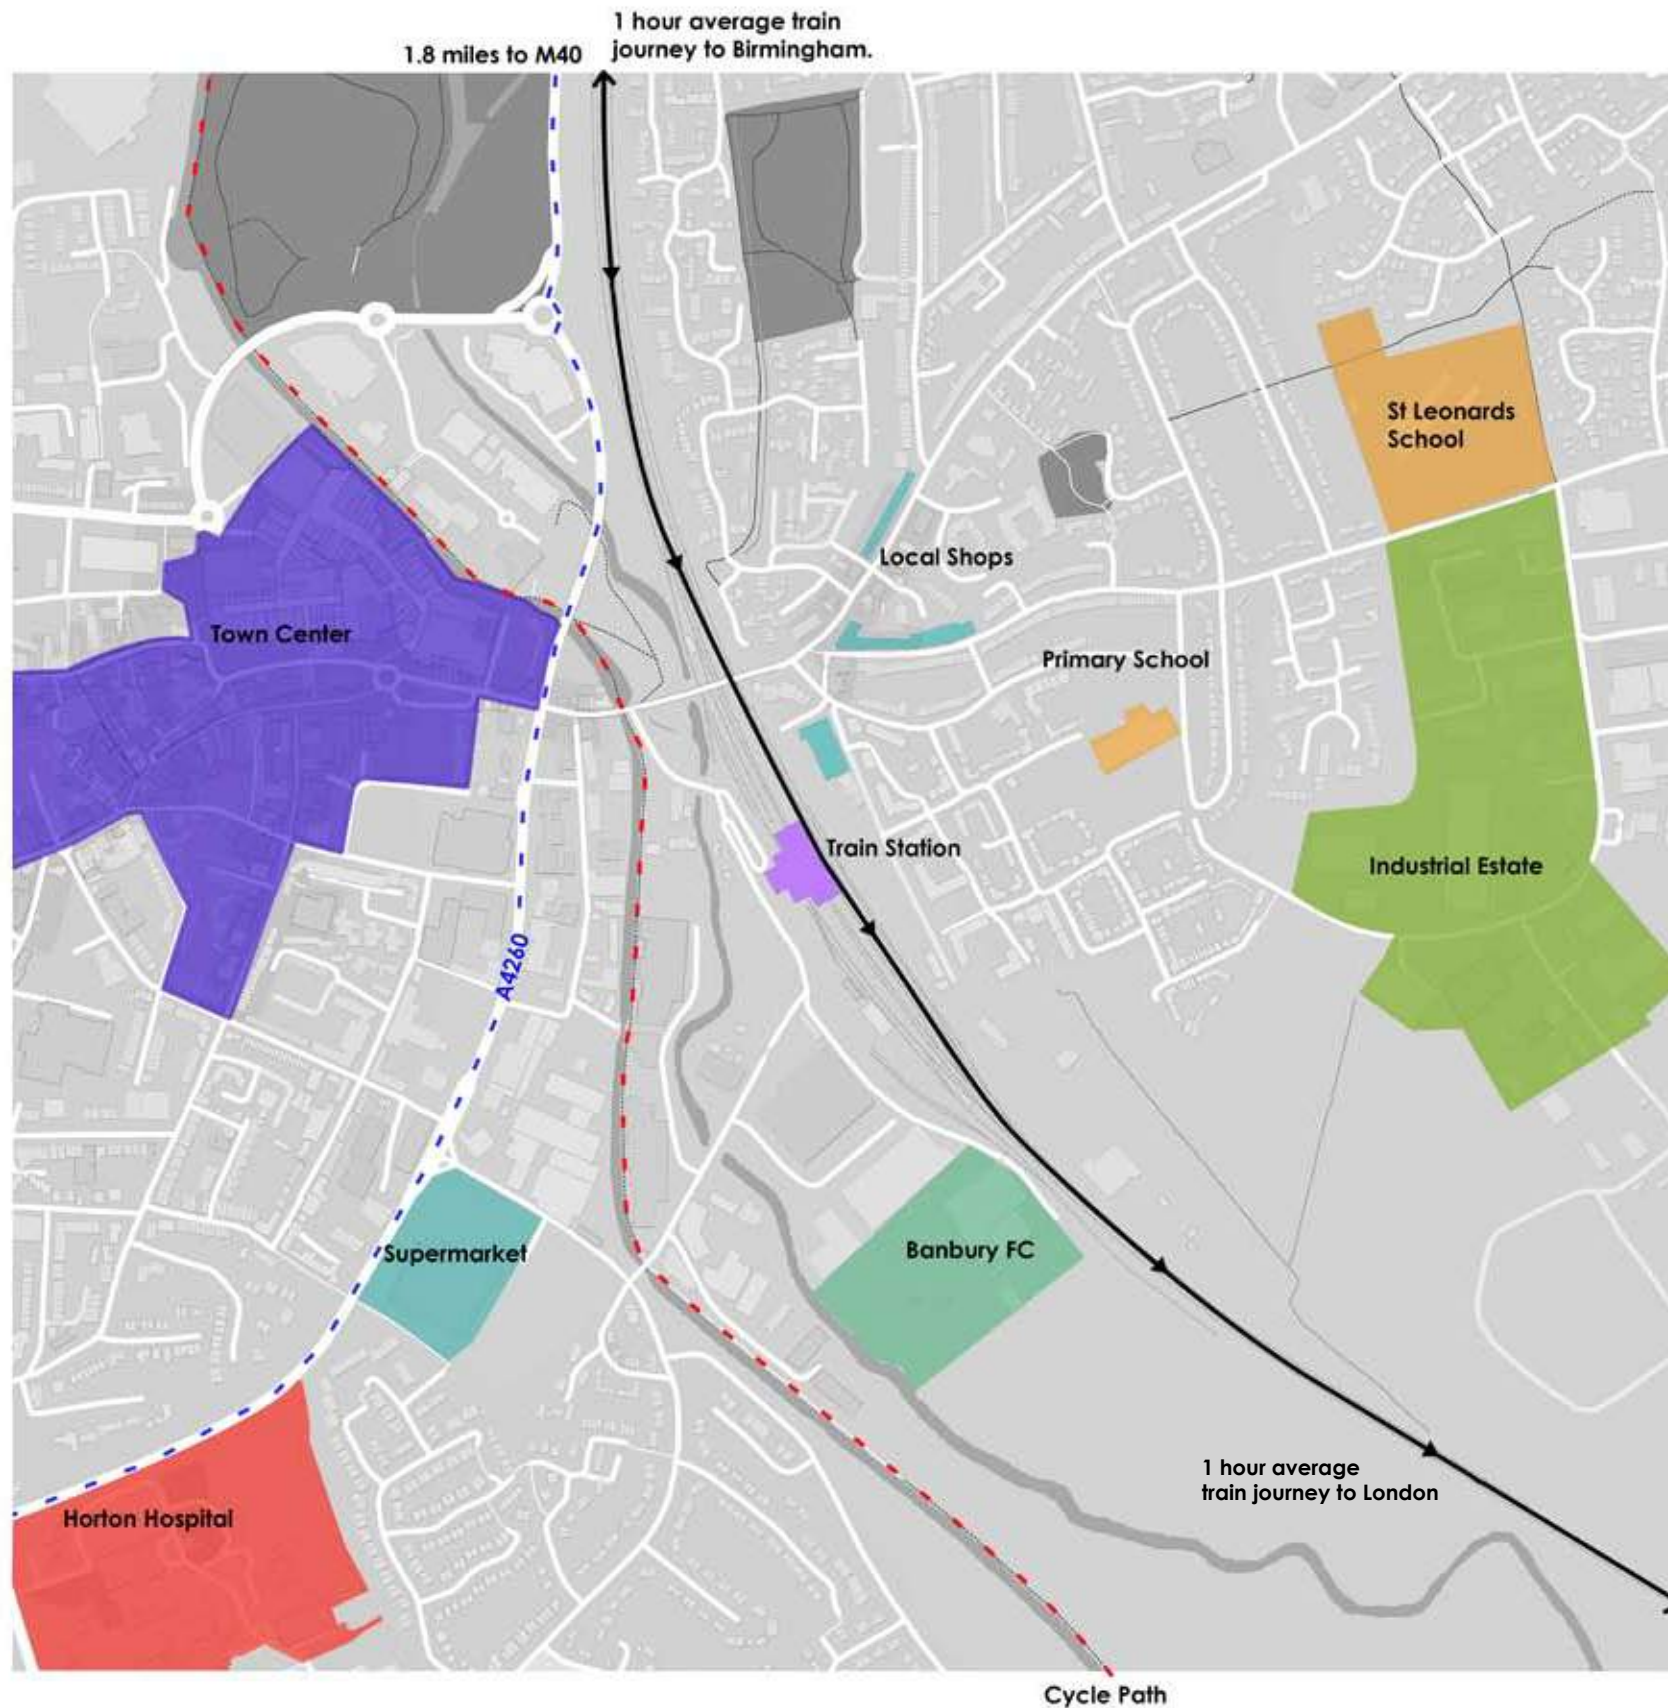 1 hour average train
journey to Birmingham.
1.8 miles to M40
St Leonards
School
Local Shops
Town Center
Primary School
Train Station
Industrial Estate
A4260
Supermarket
Banbury FC
1 hour average
train journey to London
Horton Hospital
Cycle Path